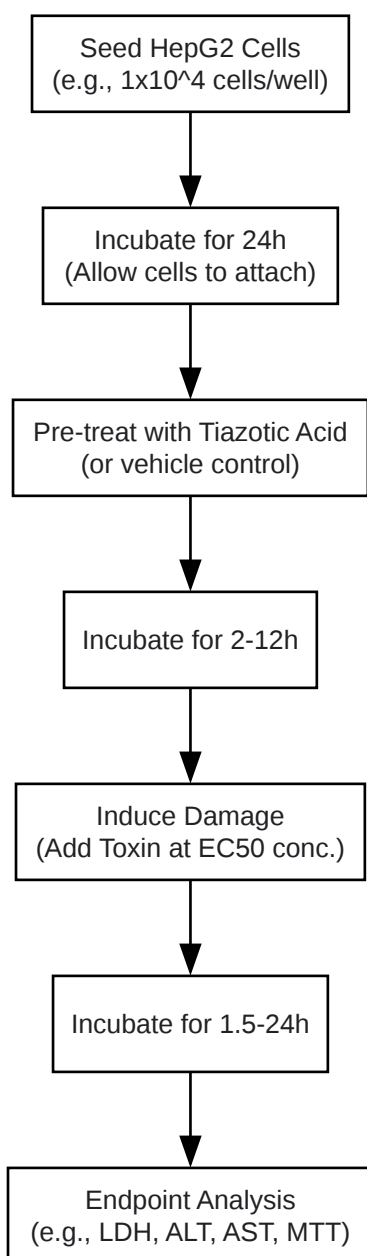 Seed HepG2 Cells
(e.g., 1x10^4 cells/well)
Incubate for 24h
(Allow cells to attach)
Pre-treat with Tiazotic Acid
(or vehicle control)
Incubate for 2-12h
Induce Damage
(Add Toxin at EC50 conc.)
Incubate for 1.5-24h
Endpoint Analysis
(e.g., LDH, ALT, AST, MTT)